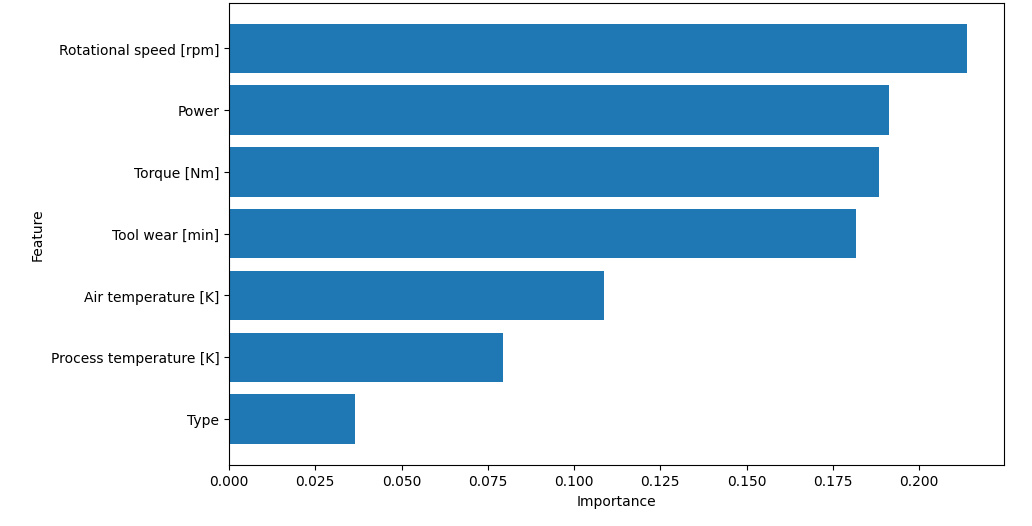 Rotational speed [rpm]
Power
Torque [Nm]
Tool wear [min]
Air temperature [K]
Process temperature [K]
Type
Feature
0.000 0.025 0.050 0.075 0.100 0.125 0.150 0.175 0.200
Importance